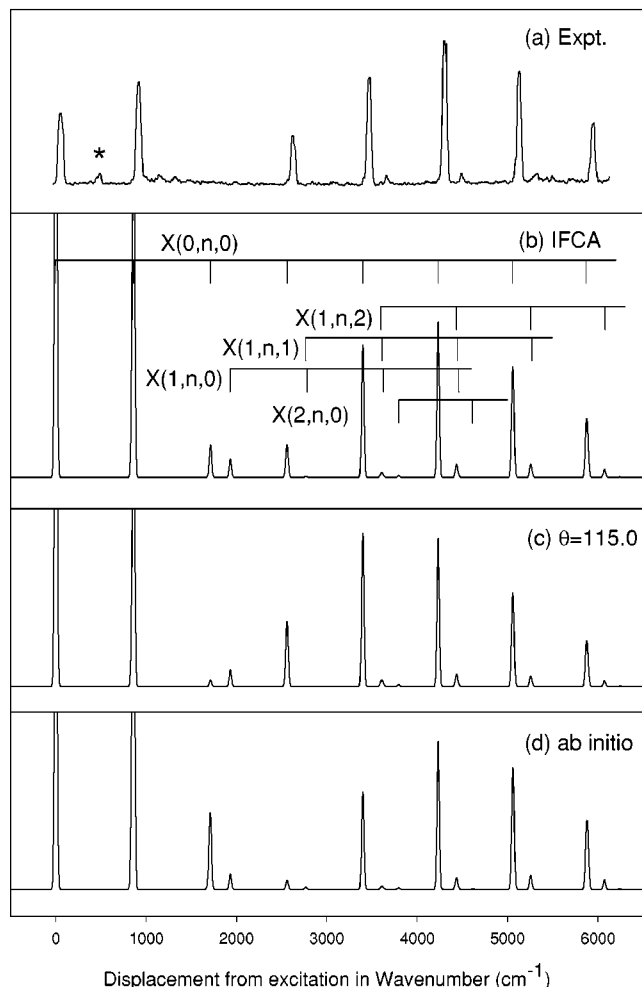 (a) Expt.
*
X(0,n,0)
(b) IFCA
X(1,n,2)
X(1,n,1)
X(1,n,0)
X(2,n,0)
(c) θ=115.0
(d) ab initio
0 1000 2000 3000 4000 5000 6000
Displacement from excitation in Wavenumber (cm⁻¹)